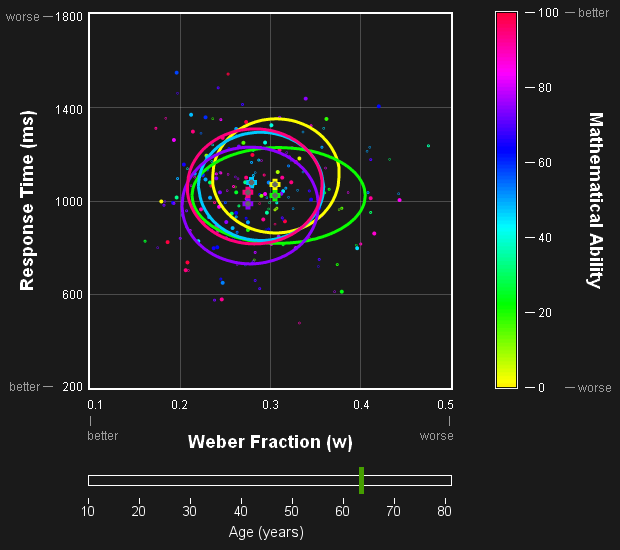 worse
1800
1400
1000
600
200
better
Response Time (ms)
0.1
0.2
0.3
0.4
0.5
better
worse
Weber Fraction (w)
100
better
80
60
40
20
0
worse
Mathematical Ability
10
20
30
40
50
60
70
80
Age (years)